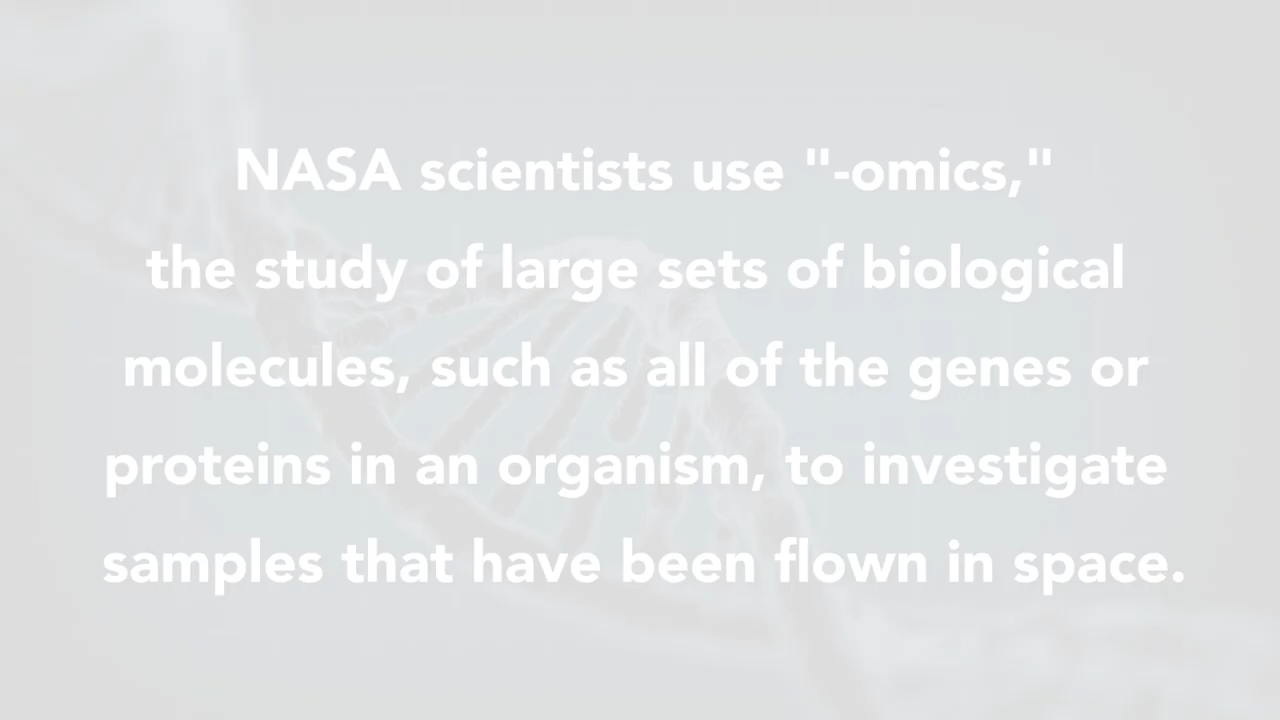 NASA scientists use "-omics,"
the study of large sets of biological
molecules, such as all of the genes or
proteins in an organism, to investigate
samples that have been flown in space.